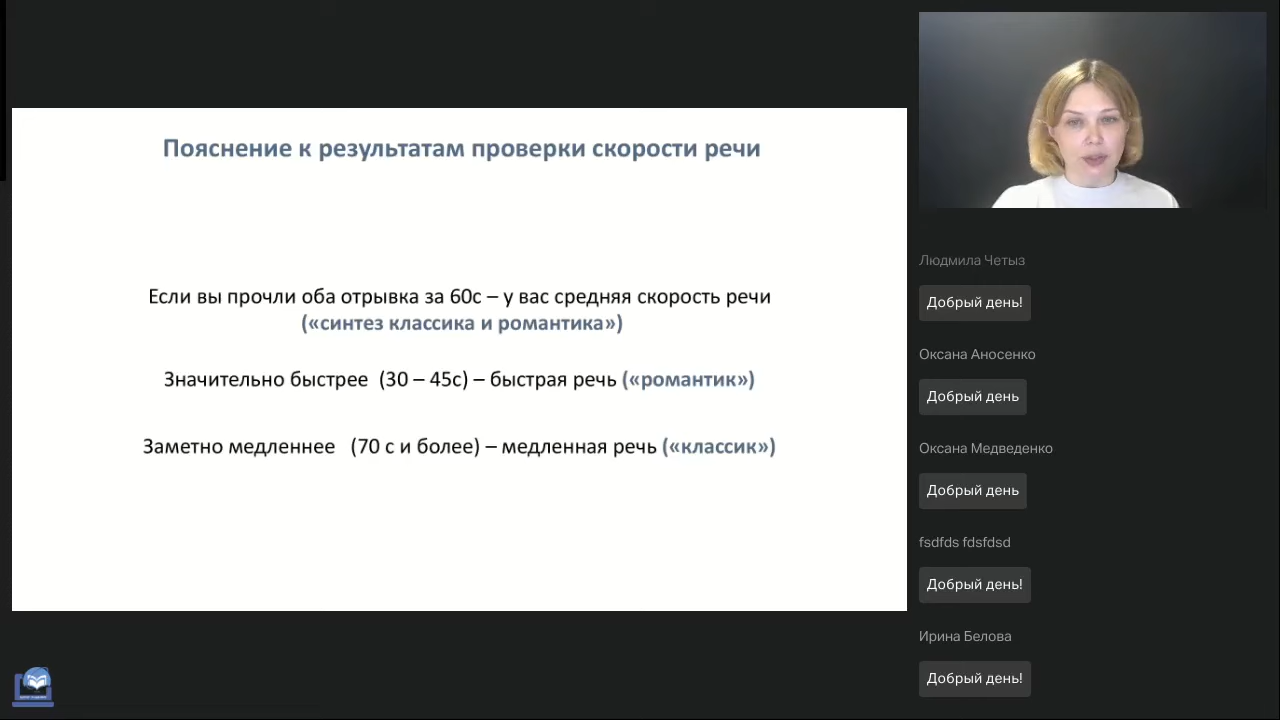 Пояснение к результатам проверки скорости речи
Если вы прочли оба отрывка за 60с – у вас средняя скорость речи
(«синтез классика и романтика»)
Значительно быстрее (30 – 45с) – быстрая речь («романтик»)
Заметно медленнее (70 с и более) – медленная речь («классик»)
Людмила Четыз
Добрый день!
Оксана Аносенко
Добрый день
Оксана Медведенко
Добрый день
fsdfds fdsfdsd
Добрый день!
Ирина Белова
Добрый день!